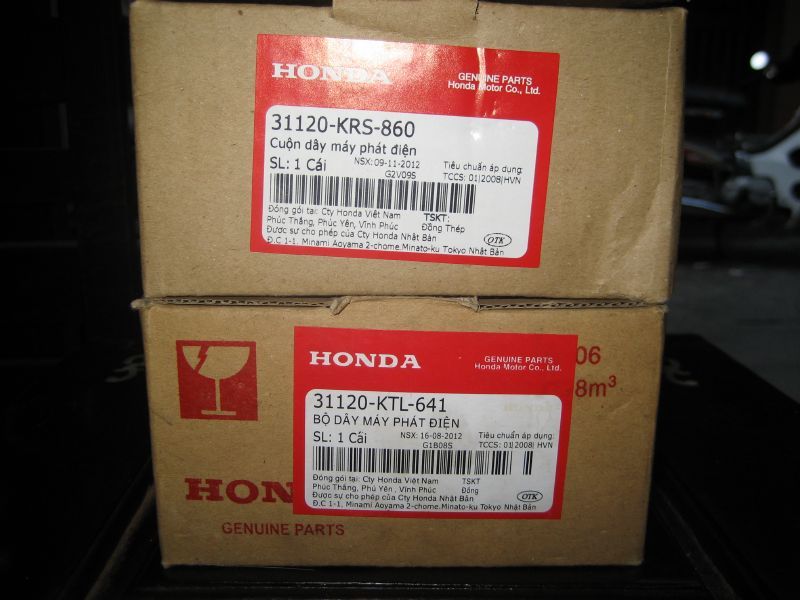 HONDA
GENUINE PARTS
Honda Motor Co., Ltd.
31120-KRS-860
Cuộn dây máy phát điện
SL: 1 Cái
NSX: 09-11-2012
G2V09S
Tiêu chuẩn áp dụng:
TCCS: 01|2008|HVN
Đóng gói tại: Cty Honda Việt Nam
Phúc Thắng, Phúc Yên, Vĩnh Phúc
TSKT:
Đồng Thép
Được sự cho phép của Cty Honda Nhật Bản
Đ.C 1-1. Minami Aoyama 2-chome.Minato-ku Tokyo Nhật Bản
OTK
HONDA
GENUINE PARTS
Honda Motor Co., Ltd.
06
8m³
31120-KTL-641
BỘ DÂY MÁY PHÁT ĐIỆN
SL: 1 Cái
NSX: 16-08-2012
G1B08S
Tiêu chuẩn áp dụng:
TCCS: 01|2008| HVN
Đóng gói tại: Cty Honda Việt Nam
Phúc Thắng, Phú Yên , Vĩnh Phúc
TSKT
Đồng
Được sự cho phép của Cty Honda Nhật Bản
Đ.C 1-1, Minami Aoyama 2-chome.Minato-ku Tokyo Nhật Bản
OTK
HON
GENUINE PARTS